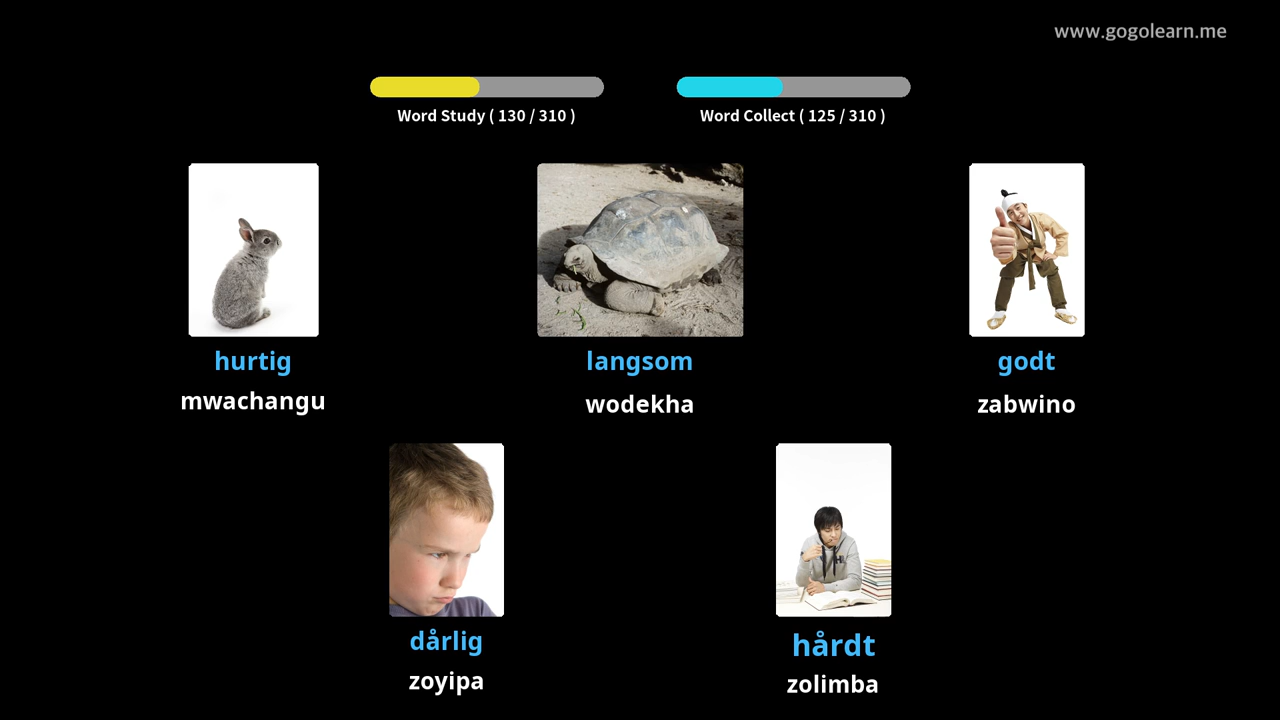 www.gogolearn.me
Word Study ( 130 / 310 )
Word Collect ( 125 / 310 )
hurtig
mwachangu
langsom
wodekha
godt
zabwino
dårlig
zoyipa
hårdt
zolimba